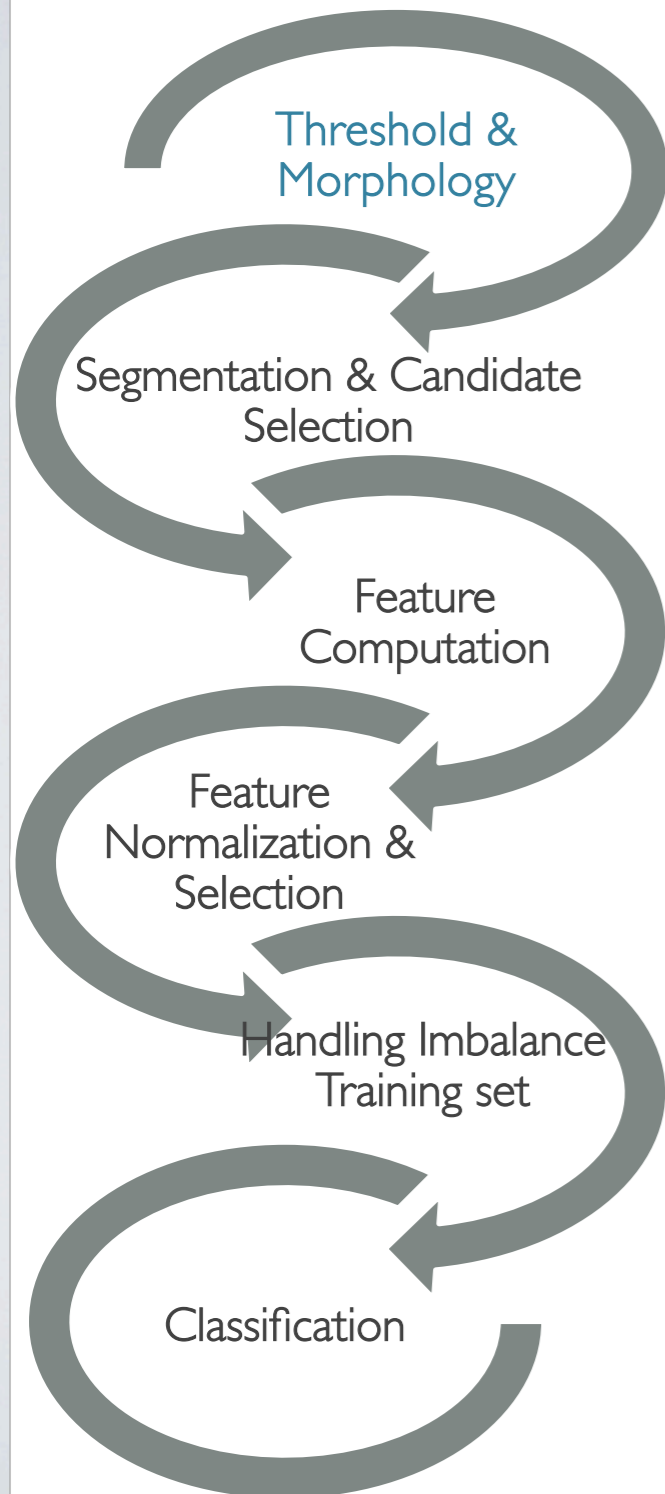 Threshold &
Morphology
Segmentation & Candidate
Selection
Feature
Computation
Feature
Normalization &
Selection
Handling Imbalance
Training set
Classification